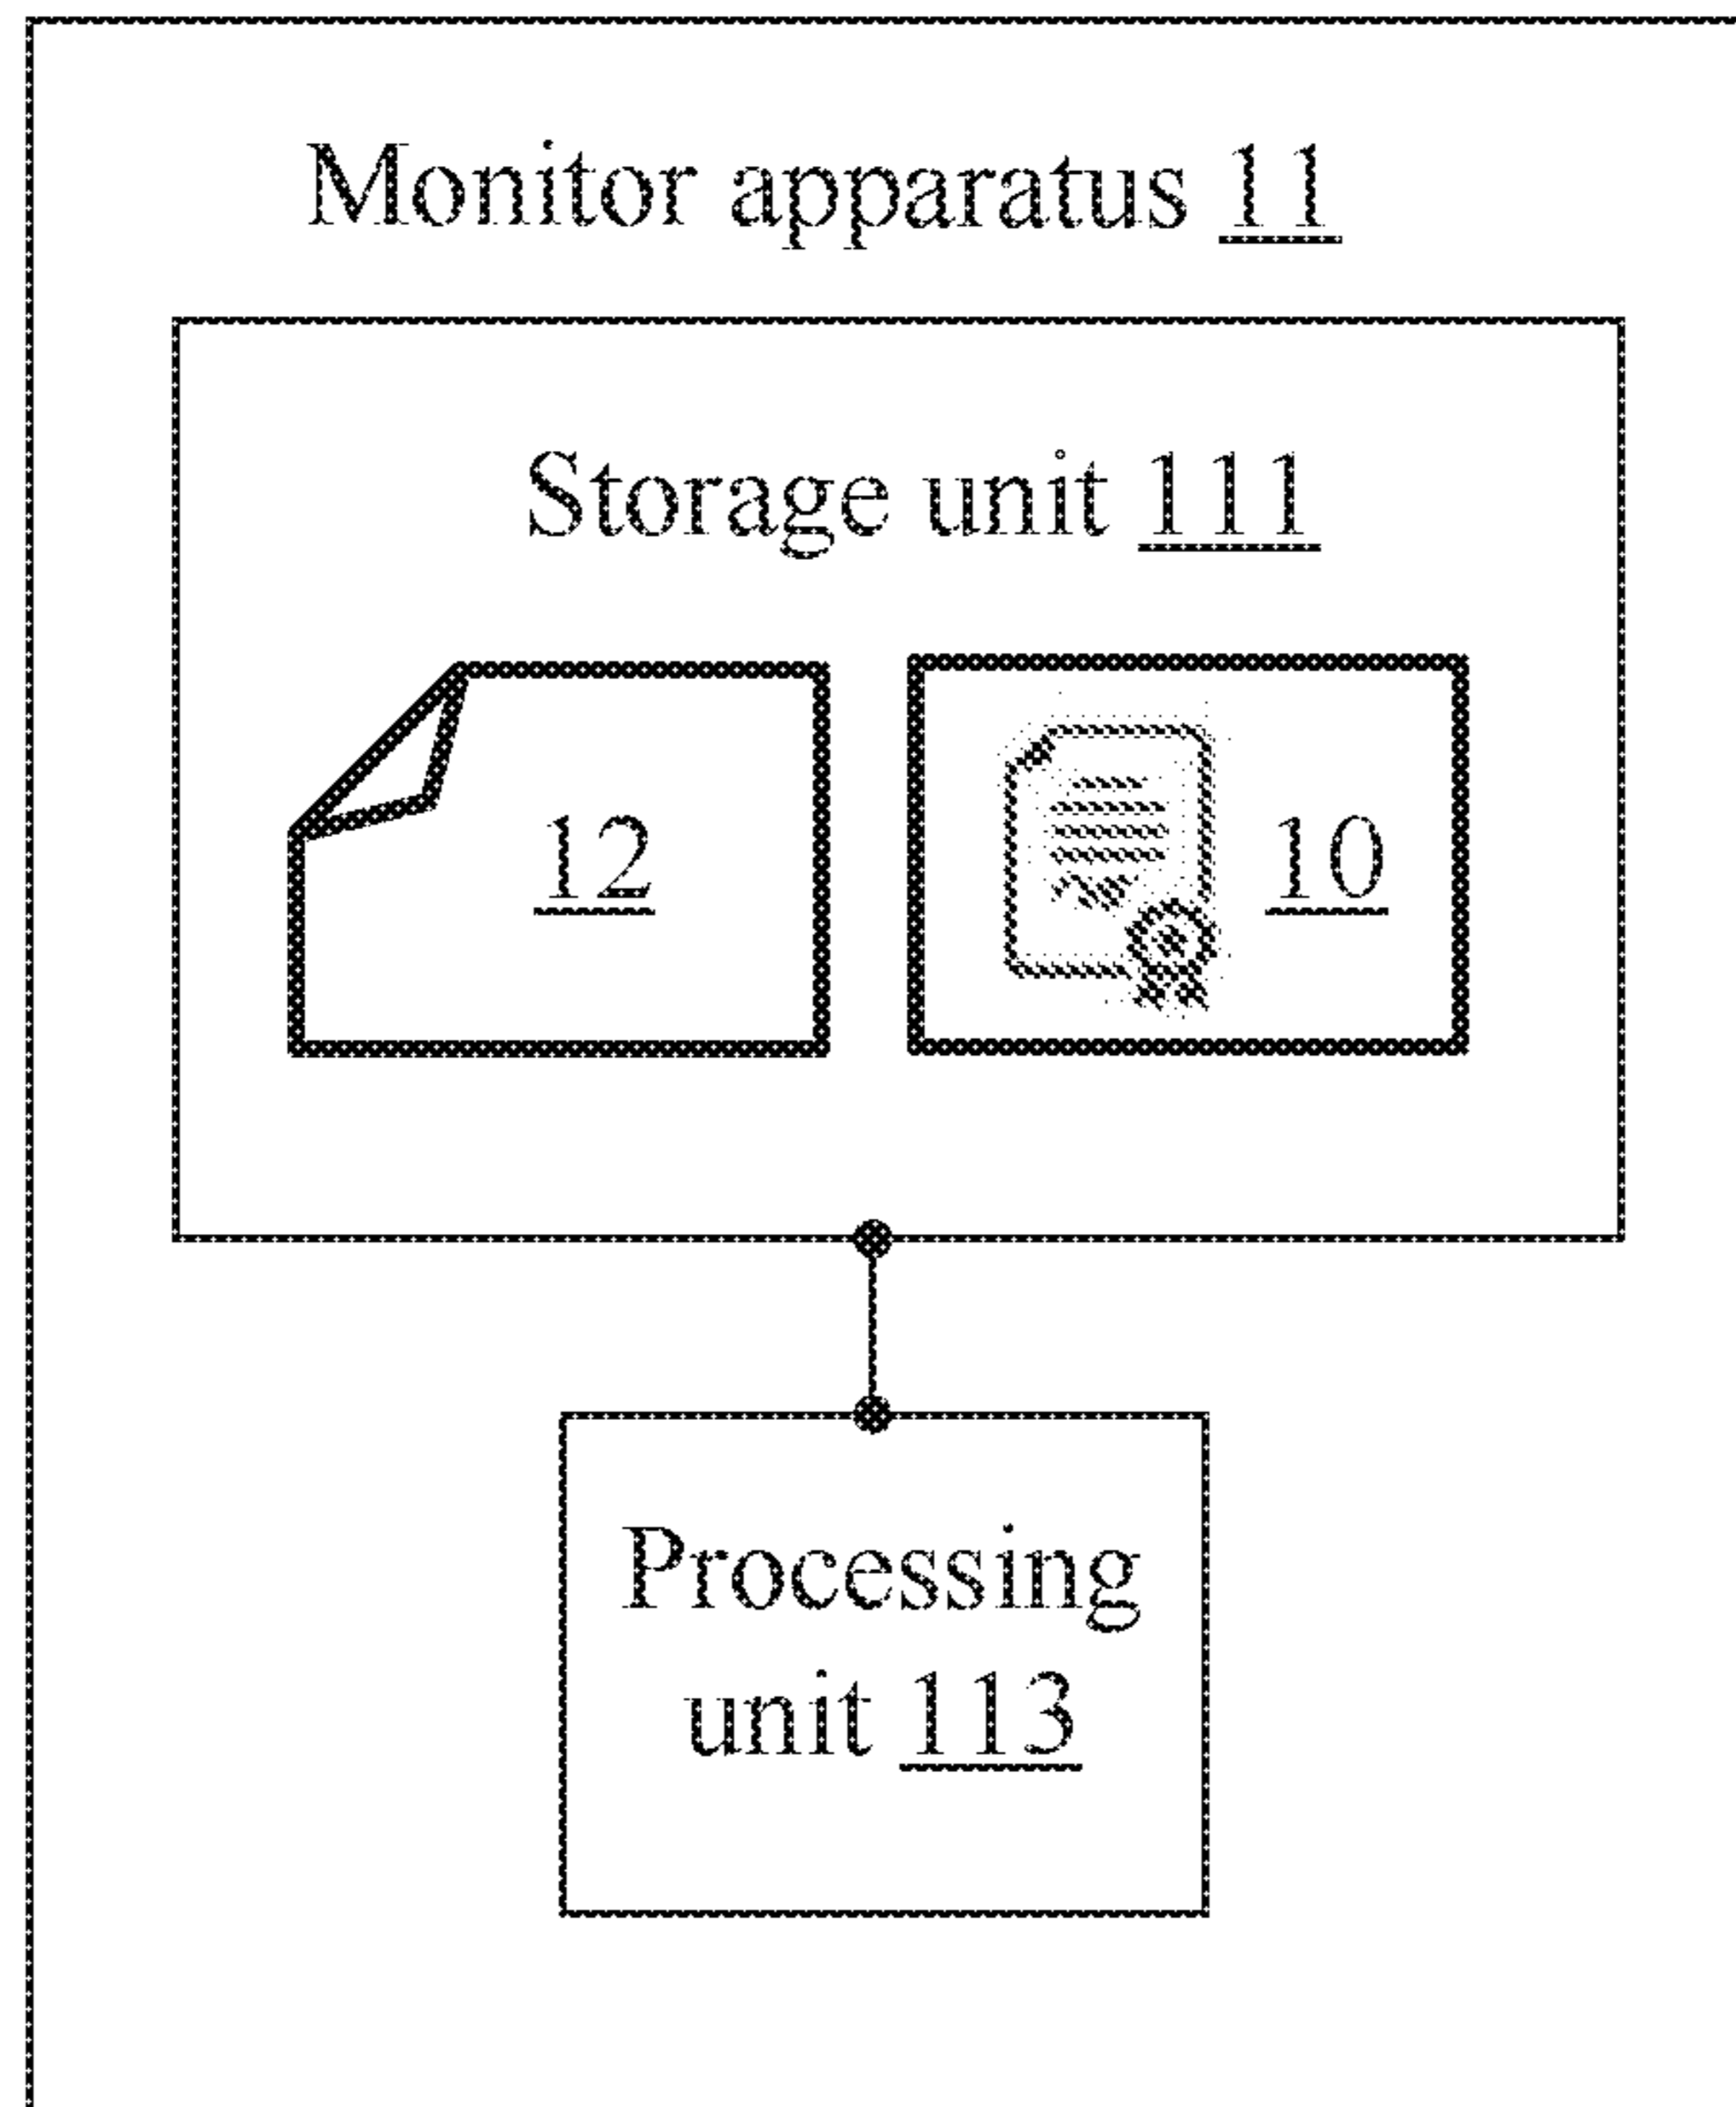 Monitor apparatus 11
Storage unit 111
12
10
Processing
unit 113